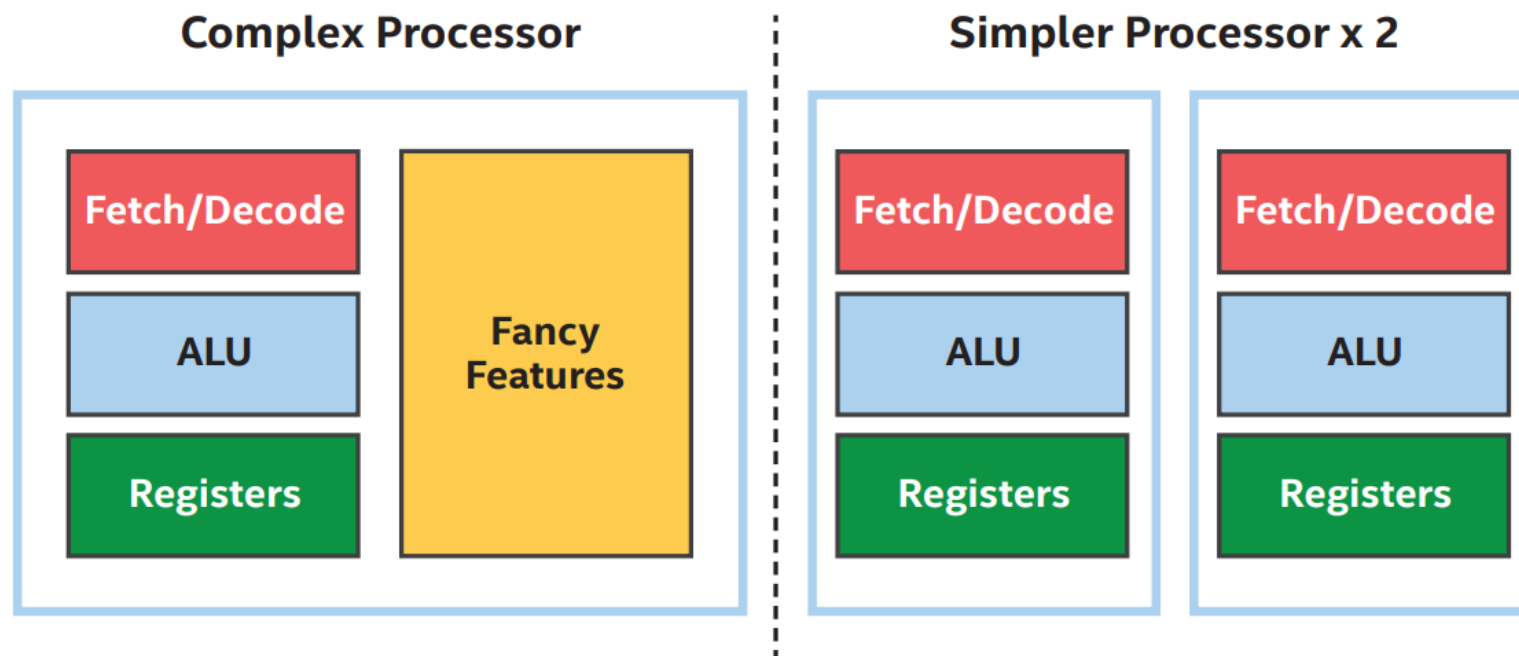 Complex Processor
Fetch/Decode
ALU
Registers
Fancy
Features
Simpler Processor x 2
Fetch/Decode
ALU
Registers
Fetch/Decode
ALU
Registers